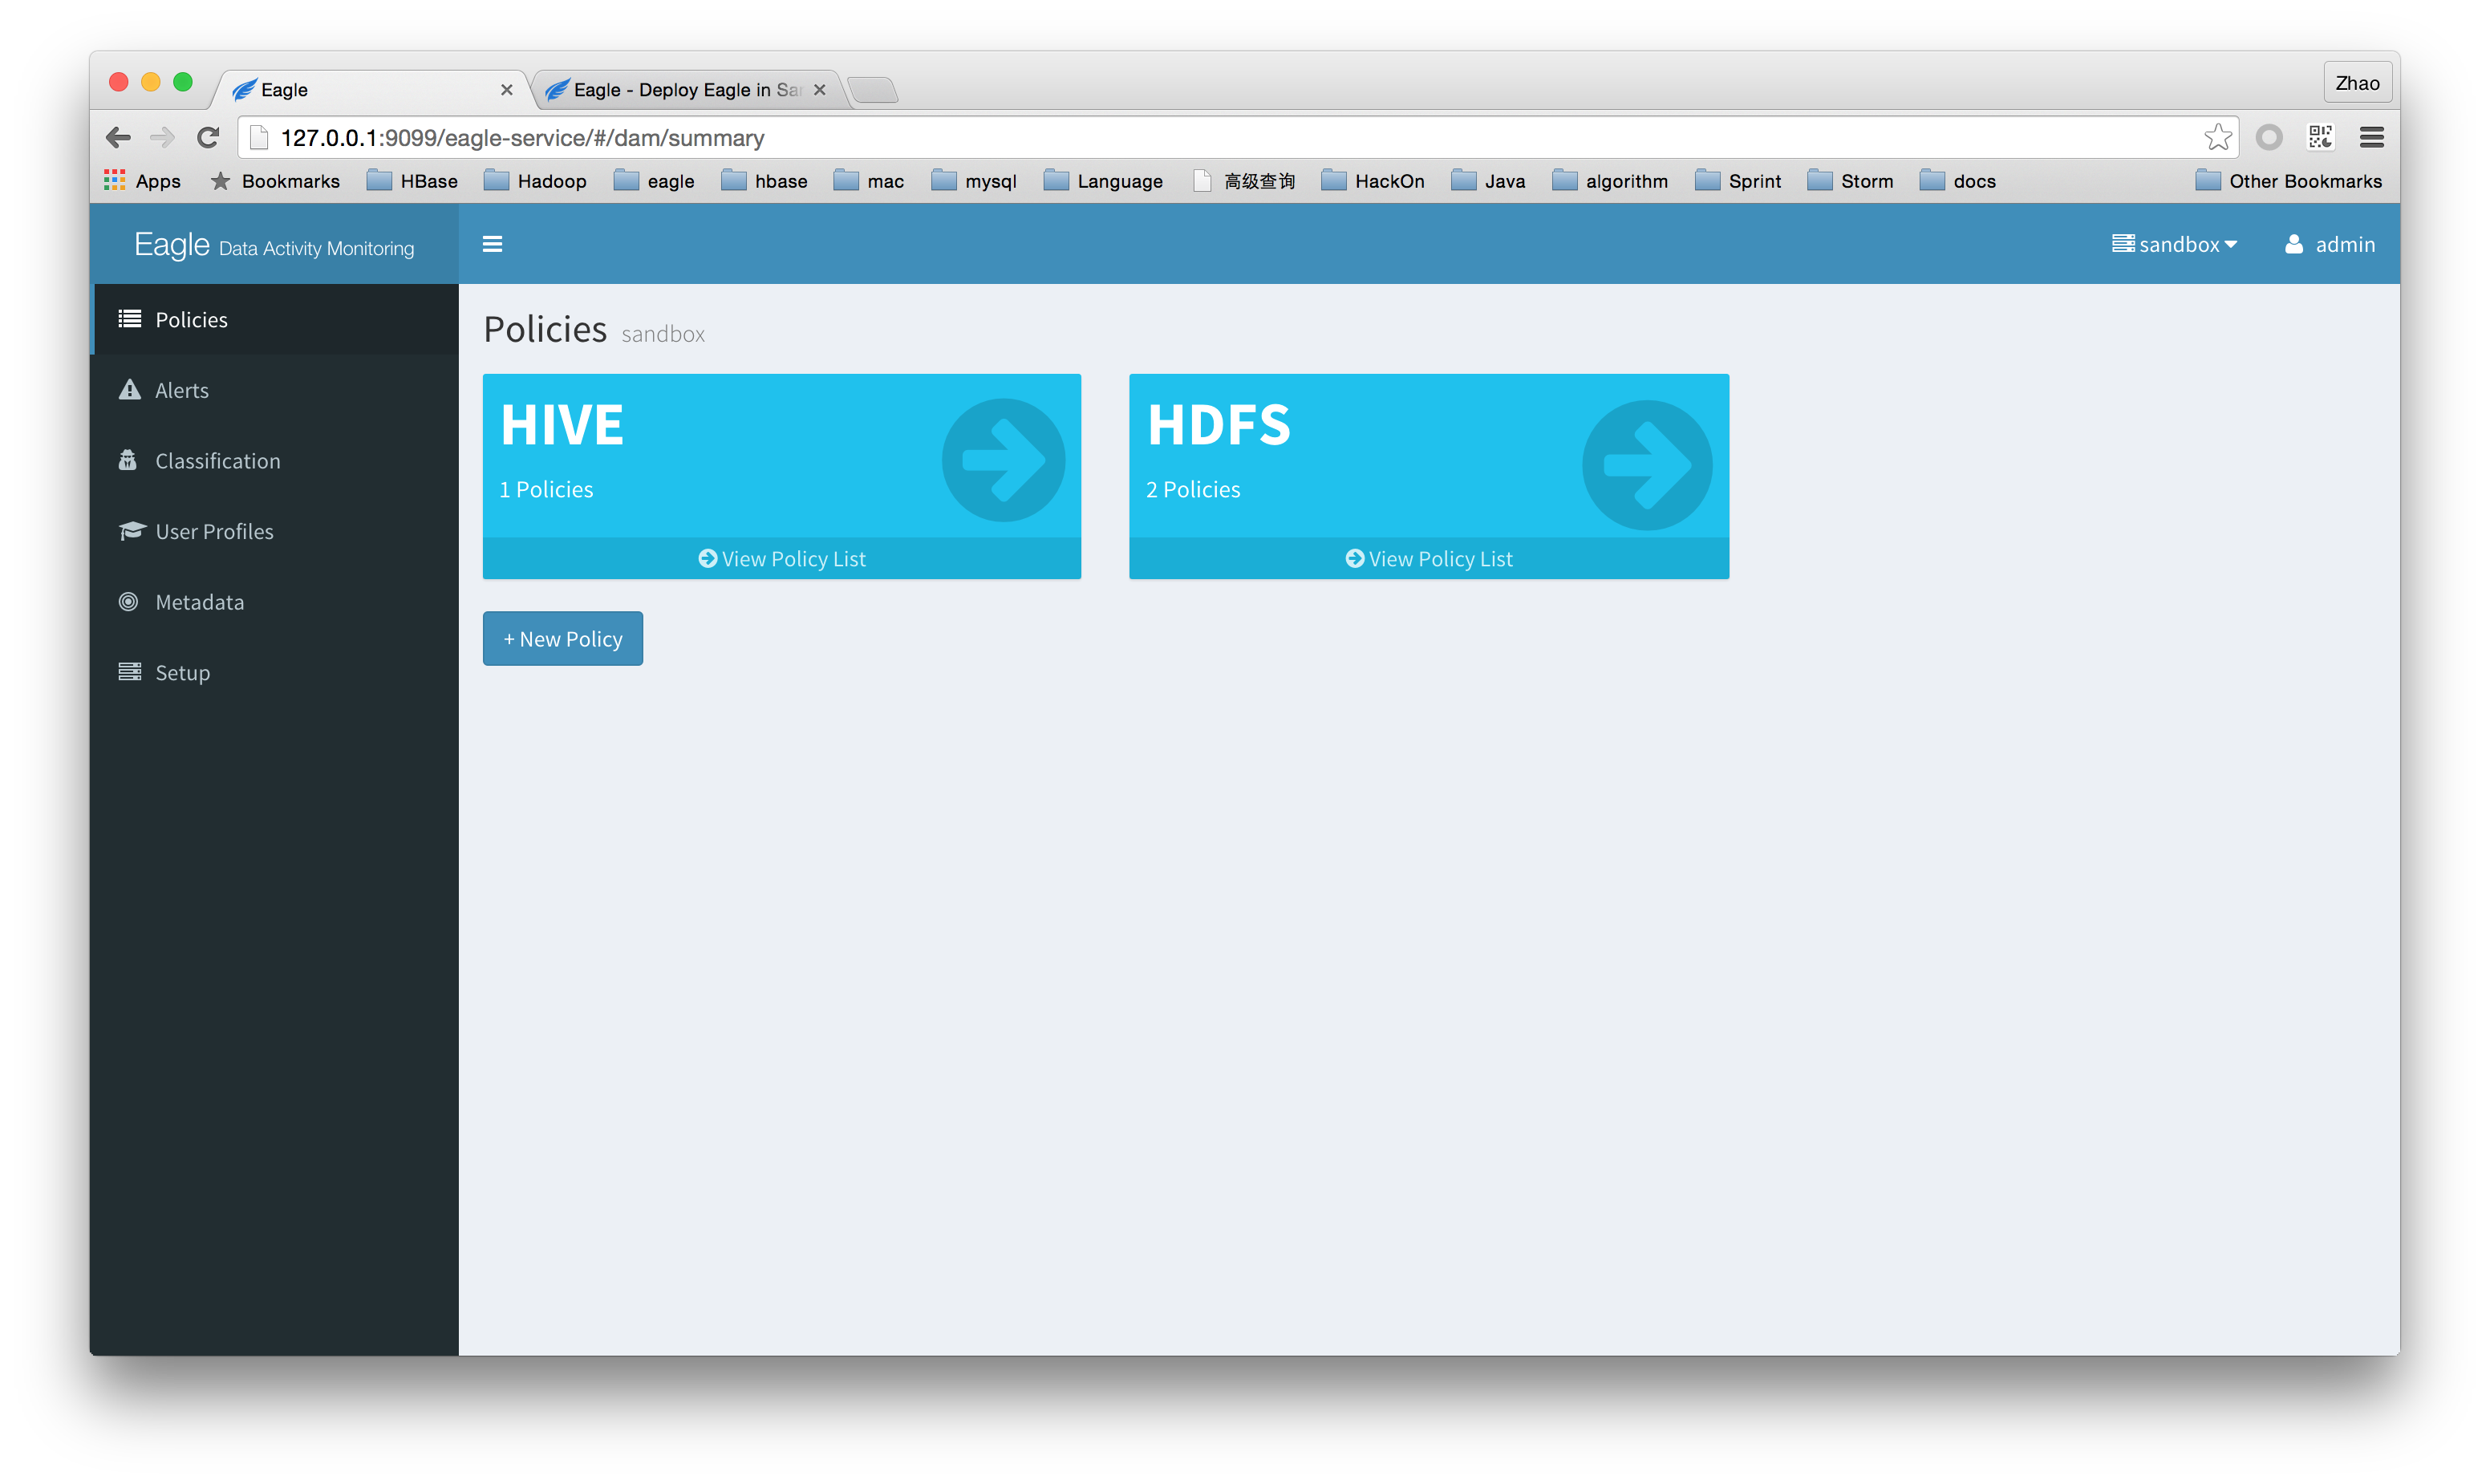 Eagle
Eagle - Deploy Eagle in Sa
Zhao
127.0.0.1:9099/eagle-service/#/dam/summary
Apps Bookmarks HBase Hadoop eagle hbase mac mysql Language 高级查询 HackOn Java algorithm Sprint Storm docs Other Bookmarks
Eagle Data Activity Monitoring
sandbox admin
Policies
Alerts
Classification
User Profiles
Metadata
Setup
Policies sandbox
HIVE
1 Policies
View Policy List
HDFS
2 Policies
View Policy List
+ New Policy